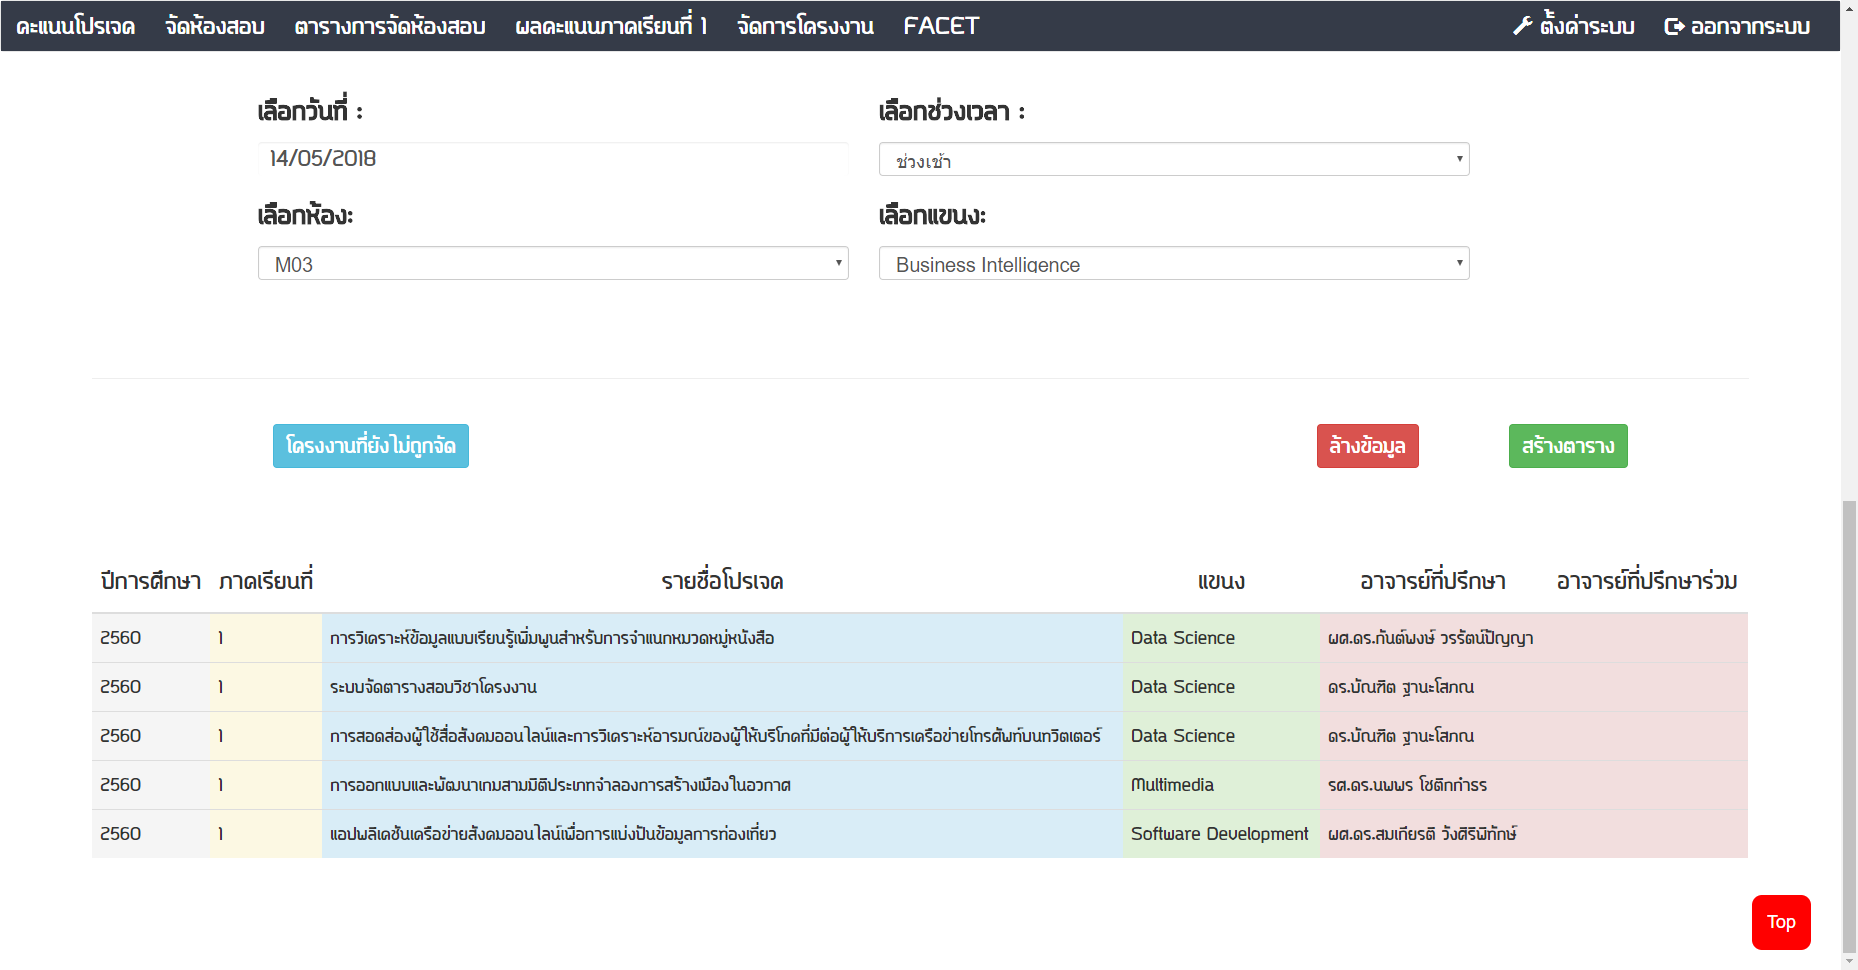 คะแนนโปรเจค จัดห้องสอบ ตารางการจัดห้องสอบ ผลคะแนนภาคเรียนที่ 1 จัดการโครงงาน FACET ตั้งค่าระบบ ออกจากระบบ
เลือกวันที่ : เลือกช่วงเวลา :
14/05/2018 ช่วงเช้า
เลือกห้อง: เลือกแขนง:
M03 Business Intelligence
โครงงานที่ยังไม่ถูกจัด ล้างข้อมูล สร้างตาราง
ปีการศึกษา ภาคเรียนที่ รายชื่อโปรเจค แขนง อาจารย์ที่ปรึกษา อาจารย์ที่ปรึกษาร่วม
2560 1 การวิเคราะห์ข้อมูลแบบเรียนรู้เพิ่มพูนสำหรับการจำแนกหมวดหมู่หนังสือ Data Science ผศ.ดร.กันต์พงษ์ วรรัตน์ปัญญา
2560 1 ระบบจัดตารางสอบวิชาโครงงาน Data Science ดร.บัณฑิต ฐานะโสภณ
2560 1 การสอดส่องผู้ใช้สื่อสังคมออนไลน์และการวิเคราะห์อารมณ์ของผู้ให้บริโภคที่มีต่อผู้ให้บริการเครือข่ายโทรศัพท์บนทวิตเตอร์ Data Science ดร.บัณฑิต ฐานะโสภณ
2560 1 การออกแบบและพัฒนาเกมสามมิติประเภทจำลองการสร้างเมืองในอวกาศ Multimedia รศ.ดร.นพพร โชติกกำธร
2560 1 แอปพลิเคชันเครือข่ายสังคมออนไลน์เพื่อการแบ่งปันข้อมูลการท่องเที่ยว Software Development ผศ.ดร.สมเกียรติ วังศิริพิทักษ์
Top